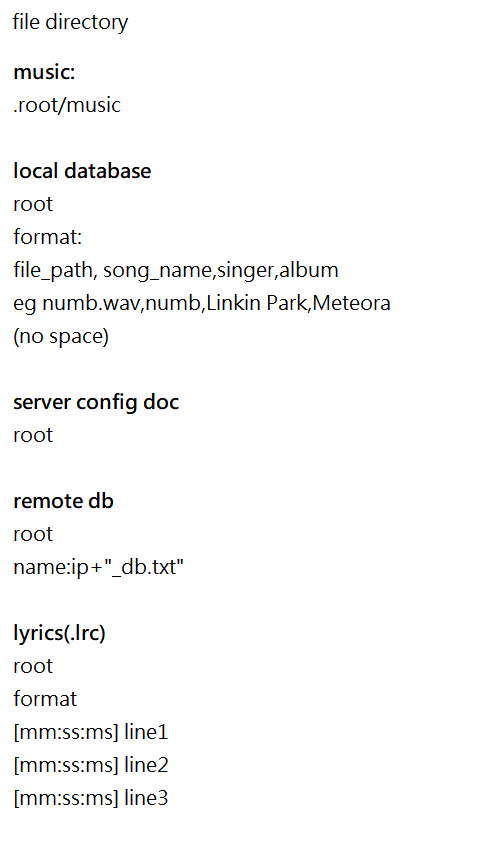 file directory
music:
.root/music
local database
root
format:
file_path, song_name,singer,album
eg numb.wav,numb,Linkin Park,Meteora
(no space)
server config doc
root
remote db
root
name:ip+"_db.txt"
lyrics(.lrc)
root
format
[mm:ss:ms] line1
[mm:ss:ms] line2
[mm:ss:ms] line3